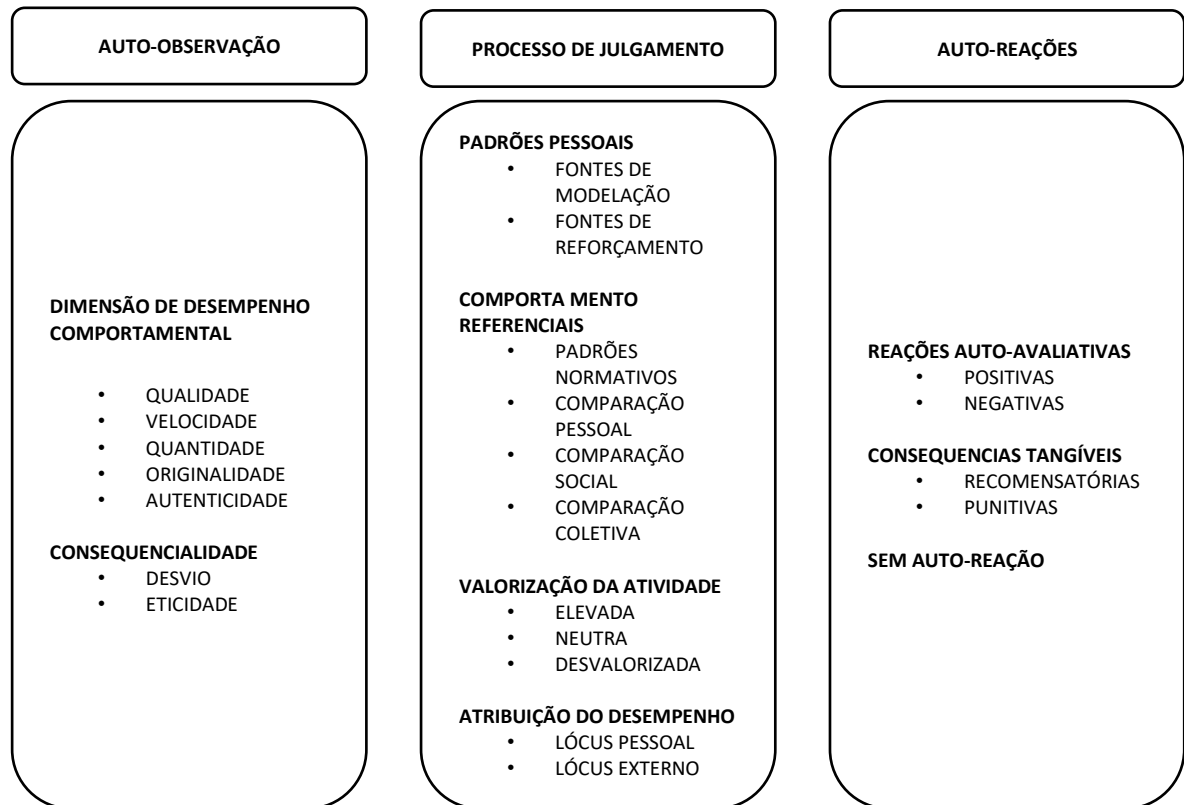 AUTO-OBSERVAÇÃO
DIMENSÃO DE DESEMPENHO
COMPORTAMENTAL
• QUALIDADE
• VELOCIDADE
• QUANTIDADE
• ORIGINALIDADE
• AUTENTICIDADE
CONSEQUENCIALIDADE
• DESVIO
• ETICIDADE
PROCESSO DE JULGAMENTO
PADRÕES PESSOAIS
• FONTES DE
MODELAÇÃO
• FONTES DE
REFORÇAMENTO
COMPORTA MENTO
REFERENCIAIS
• PADRÕES
NORMATIVOS
• COMPARAÇÃO
PESSOAL
• COMPARAÇÃO
SOCIAL
• COMPARAÇÃO
COLETIVA
VALORIZAÇÃO DA ATIVIDADE
• ELEVADA
• NEUTRA
• DESVALORIZADA
ATRIBUIÇÃO DO DESEMPENHO
• LÓCUS PESSOAL
• LÓCUS EXTERNO
AUTO-REAÇÕES
REAÇÕES AUTO-AVALIATIVAS
• POSITIVAS
• NEGATIVAS
CONSEQUENCIAS TANGÍVEIS
• RECOMENSATÓRIAS
• PUNITIVAS
SEM AUTO-REAÇÃO